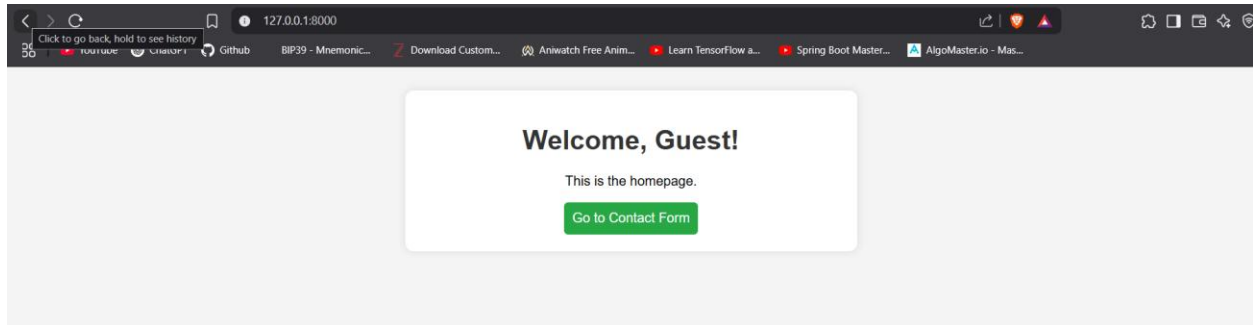 127.0.0.1:8000
Click to go back, hold to see history
YouTube ChatGPT Github BIP39 - Mnemonic... Download Custom... Aniwatch Free Anim... Learn TensorFlow a... Spring Boot Master... AlgoMaster.io - Mas...
Welcome, Guest!
This is the homepage.
Go to Contact Form